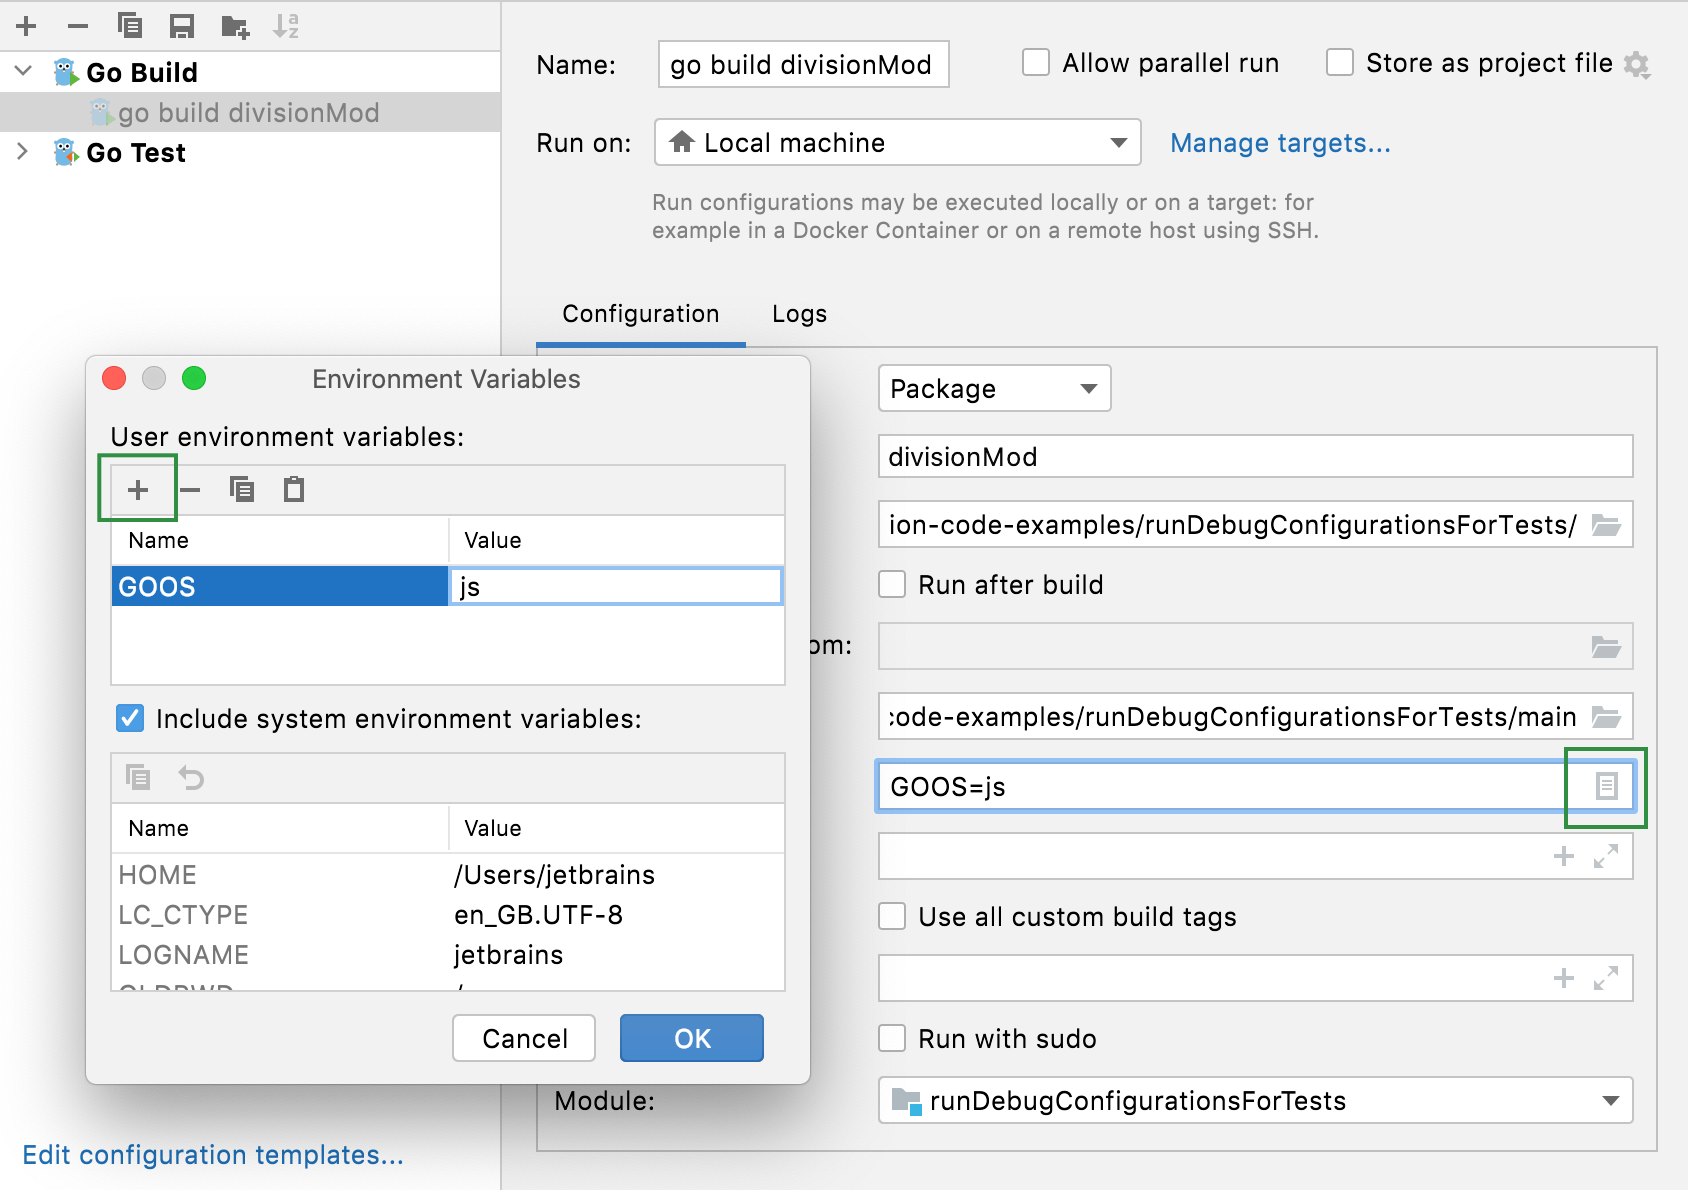 Go Build
go build divisionMod
Go Test
Name: go build divisionMod Allow parallel run Store as project file
Run on: Local machine Manage targets...
Run configurations may be executed locally or on a target: for
example in a Docker Container or on a remote host using SSH.
Configuration Logs
Package
divisionMod
ion-code-examples/runDebugConfigurationsForTests/
Run after build
om:
code-examples/runDebugConfigurationsForTests/main
GOOS=js
Use all custom build tags
Run with sudo
Module: runDebugConfigurationsForTests
Environment Variables
User environment variables:
Name Value
GOOS js
Include system environment variables:
Name Value
HOME /Users/jetbrains
LC_CTYPE en_GB.UTF-8
LOGNAME jetbrains
Cancel OK
Edit configuration templates...